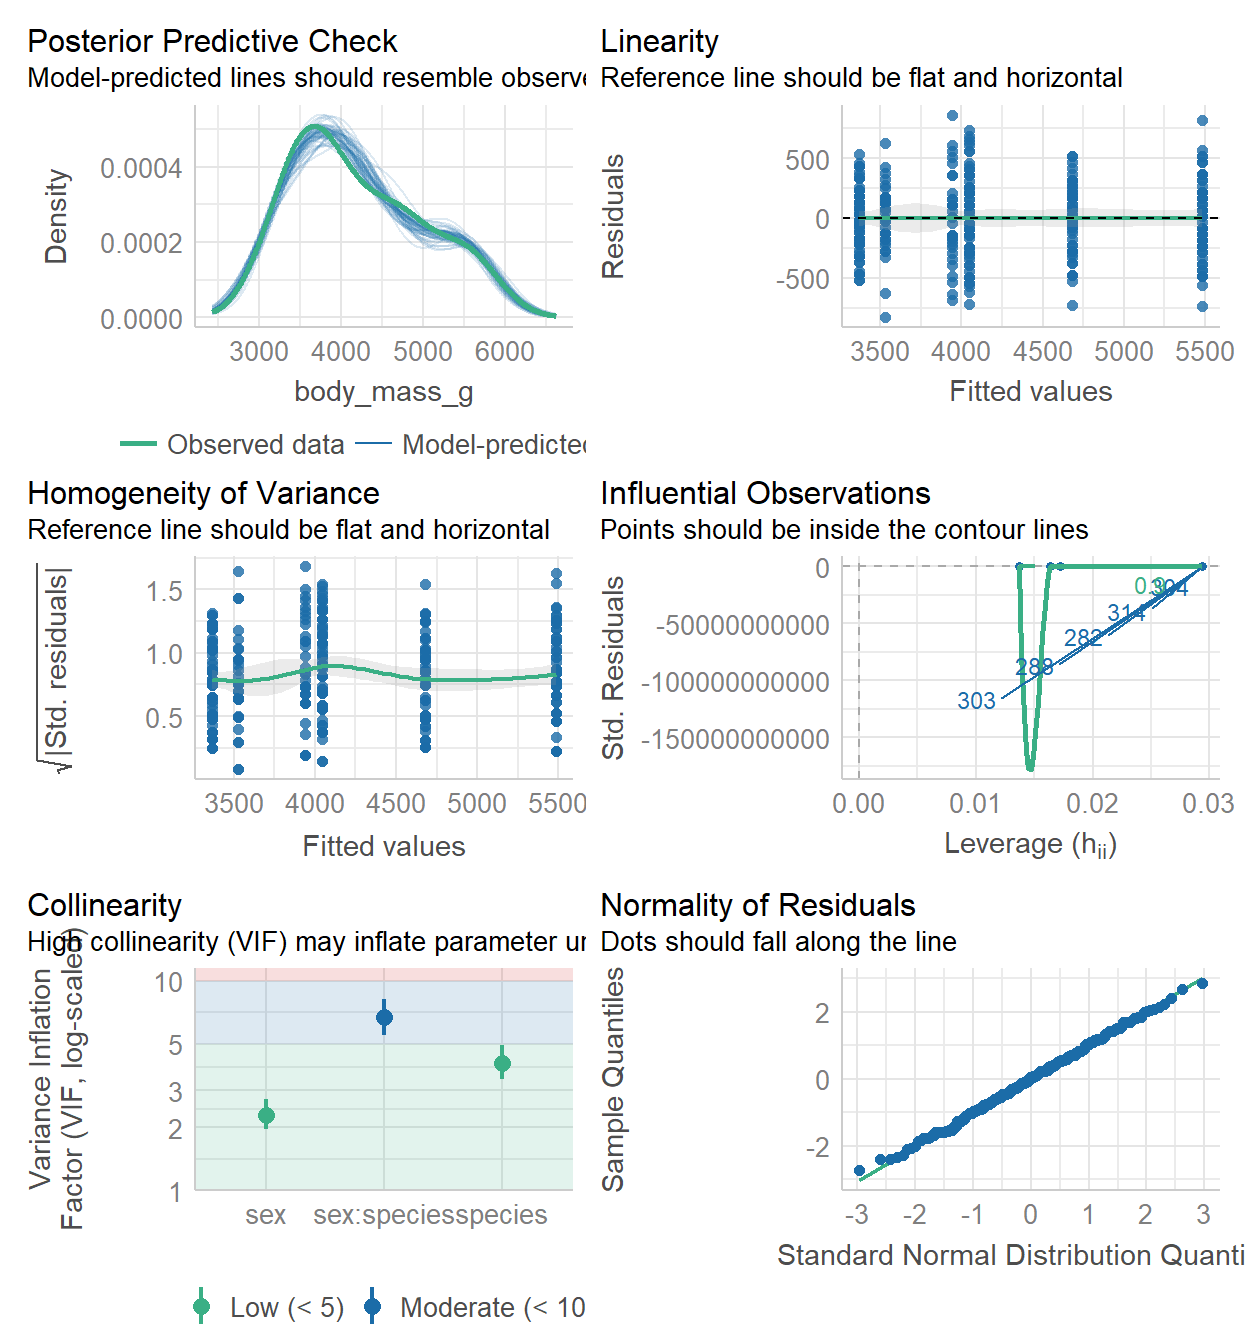 Posterior Predictive Check
Model-predicted lines should resemble observe
Density
0.0004
0.0002
0.0000
3000 4000 5000 6000
body_mass_g
Observed data Model-predicted
Linearity
Reference line should be flat and horizontal
Residuals
500
0
-500
3500 4000 4500 5000 5500
Fitted values
Homogeneity of Variance
Reference line should be flat and horizontal
√|Std. residuals|
1.5
1.0
0.5
3500 4000 4500 5000 5500
Fitted values
Influential Observations
Points should be inside the contour lines
Std. Residuals
0
-50000000000
-100000000000
-150000000000
314
282
288
303
0.00 0.01 0.02 0.03
Leverage (hii)
Collinearity
High collinearity (VIF) may inflate parameter un
Variance Inflation
Factor (VIF, log-scaled)
10
5
3
2
1
sex sex:species species
Low (< 5) Moderate (< 10
Normality of Residuals
Dots should fall along the line
Sample Quantiles
2
0
-2
-3 -2 -1 0 1 2 3
Standard Normal Distribution Quanti